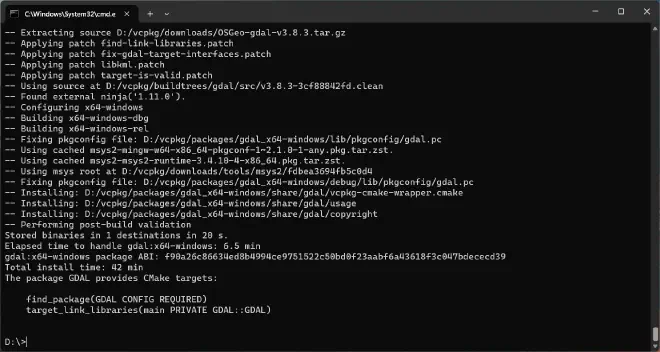 C:\Windows\System32\cmd.e
-- Extracting source D:/vcpkg/downloads/OSGeo-gdal-v3.8.3.tar.gz
-- Applying patch find-link-libraries.patch
-- Applying patch fix-gdal-target-interfaces.patch
-- Applying patch libkml.patch
-- Applying patch target-is-valid.patch
-- Using source at D:/vcpkg/buildtrees/gdal/src/v3.8.3-3cf88842fd.clean
-- Found external ninja('1.11.0').
-- Configuring x64-windows
-- Building x64-windows-dbg
-- Building x64-windows-rel
-- Fixing pkgconfig file: D:/vcpkg/packages/gdal_x64-windows/lib/pkgconfig/gdal.pc
-- Using cached msys2-mingw-w64-x86_64-pkgconf-1~2.1.0-1-any.pkg.tar.zst.
-- Using cached msys2-msys2-runtime-3.4.10-4-x86_64.pkg.tar.zst.
-- Using msys root at D:/vcpkg/downloads/tools/msys2/fdbea3694fb5c0d4
-- Fixing pkgconfig file: D:/vcpkg/packages/gdal_x64-windows/debug/lib/pkgconfig/gdal.pc
-- Installing: D:/vcpkg/packages/gdal_x64-windows/share/gdal/vcpkg-cmake-wrapper.cmake
-- Installing: D:/vcpkg/packages/gdal_x64-windows/share/gdal/usage
-- Installing: D:/vcpkg/packages/gdal_x64-windows/share/gdal/copyright
-- Performing post-build validation
Stored binaries in 1 destinations in 20 s.
Elapsed time to handle gdal:x64-windows: 6.5 min
gdal:x64-windows package ABI: f90a26c86634ed8b4994ce9751522c50bd0f23aabf6a43618f3c047bdececd39
Total install time: 42 min
The package GDAL provides CMake targets:
find_package(GDAL CONFIG REQUIRED)
target_link_libraries(main PRIVATE GDAL::GDAL)
D:\>